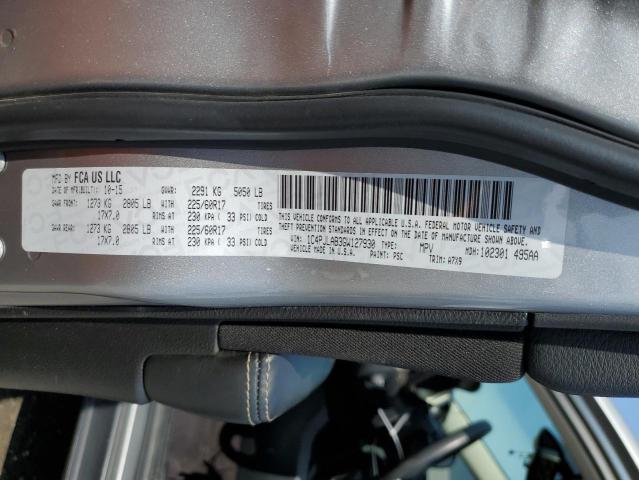 MFD BY FCA US LLC
DATE OF MFR(BUILT): 10-15 GVWR: 2291 KG 5050 LB
GAWR FRONT: 1273 KG 2805 LB WITH 225/60R17 TIRES
17X7.0 RIMS AT 230 KPA ( 33 PSI) COLD
GAWR REAR: 1273 KG 2805 LB WITH 225/60R17 TIRES
17X7.0 RIMS AT 230 KPA ( 33 PSI) COLD
THIS VEHICLE CONFORMS TO ALL APPLICABLE U.S.A. FEDERAL MOTOR VEHICLE SAFETY AND
THEFT PREVENTION STANDARDS IN EFFECT ON THE DATE OF MANUFACTURE SHOWN ABOVE.
VIN: 1C4PJLAB3GW127930 TYPE: MPV MDH: 102301 495AA
MADE IN U.S.A. PAINT: PSC TRIM: A7X9